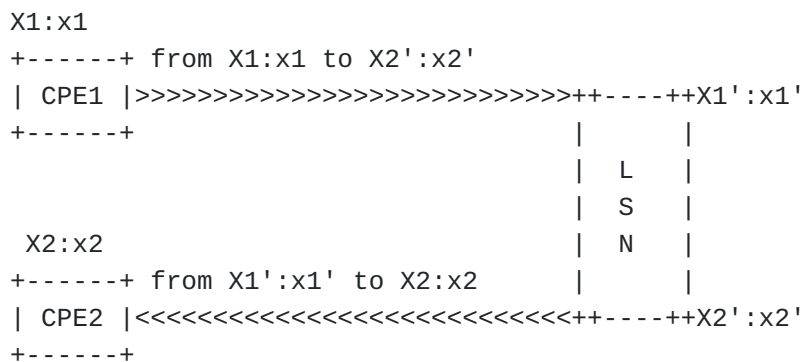 X1:x1
+------+ from X1:x1 to X2':x2'
| CPE1 |>>>>>>>>>>>>>>>>>>>>>>>>>>>>++----++X1':x1'
+------+ | |
| L |
| S |
X2:x2 | N |
+------+ from X1':x1' to X2:x2 | |
| CPE2 |<<<<<<<<<<<<<<<<<<<<<<<<<<<<++----++X2':x2'
+------+